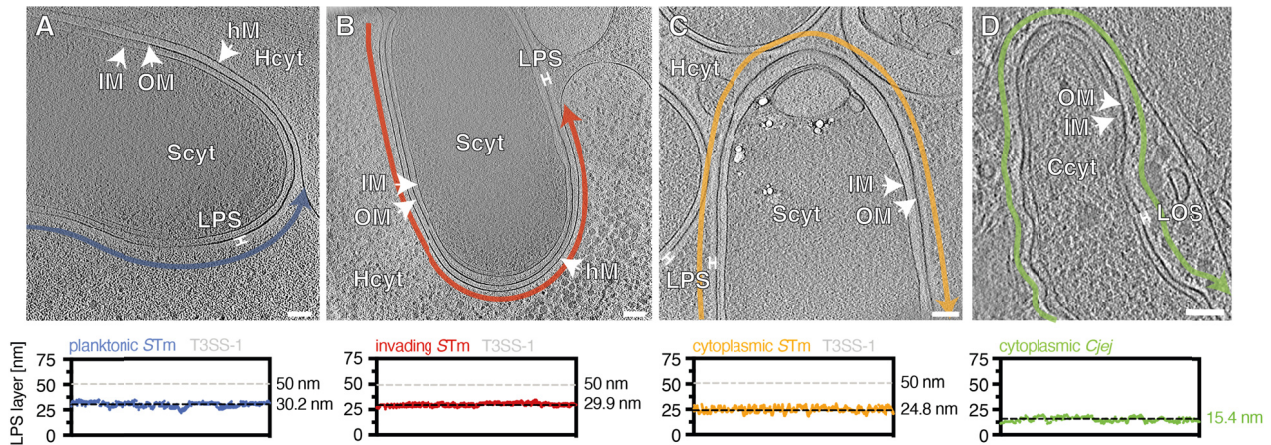 A
IM
OM
hM
Hcyt
Scyt
LPS
B
LPS
Scyt
IM
OM
Hcyt
hM
C
Hcyt
IM
OM
Scyt
LPS
D
OM
IM
Ccyt
LOS
LPS layer [nm]
planktonic STm T3SS-1
75
50
25
0
50 nm
30.2 nm
invading STm T3SS-1
75
50
25
0
50 nm
29.9 nm
cytoplasmic STm T3SS-1
75
50
25
0
50 nm
24.8 nm
cytoplasmic Cjej
75
50
25
0
15.4 nm